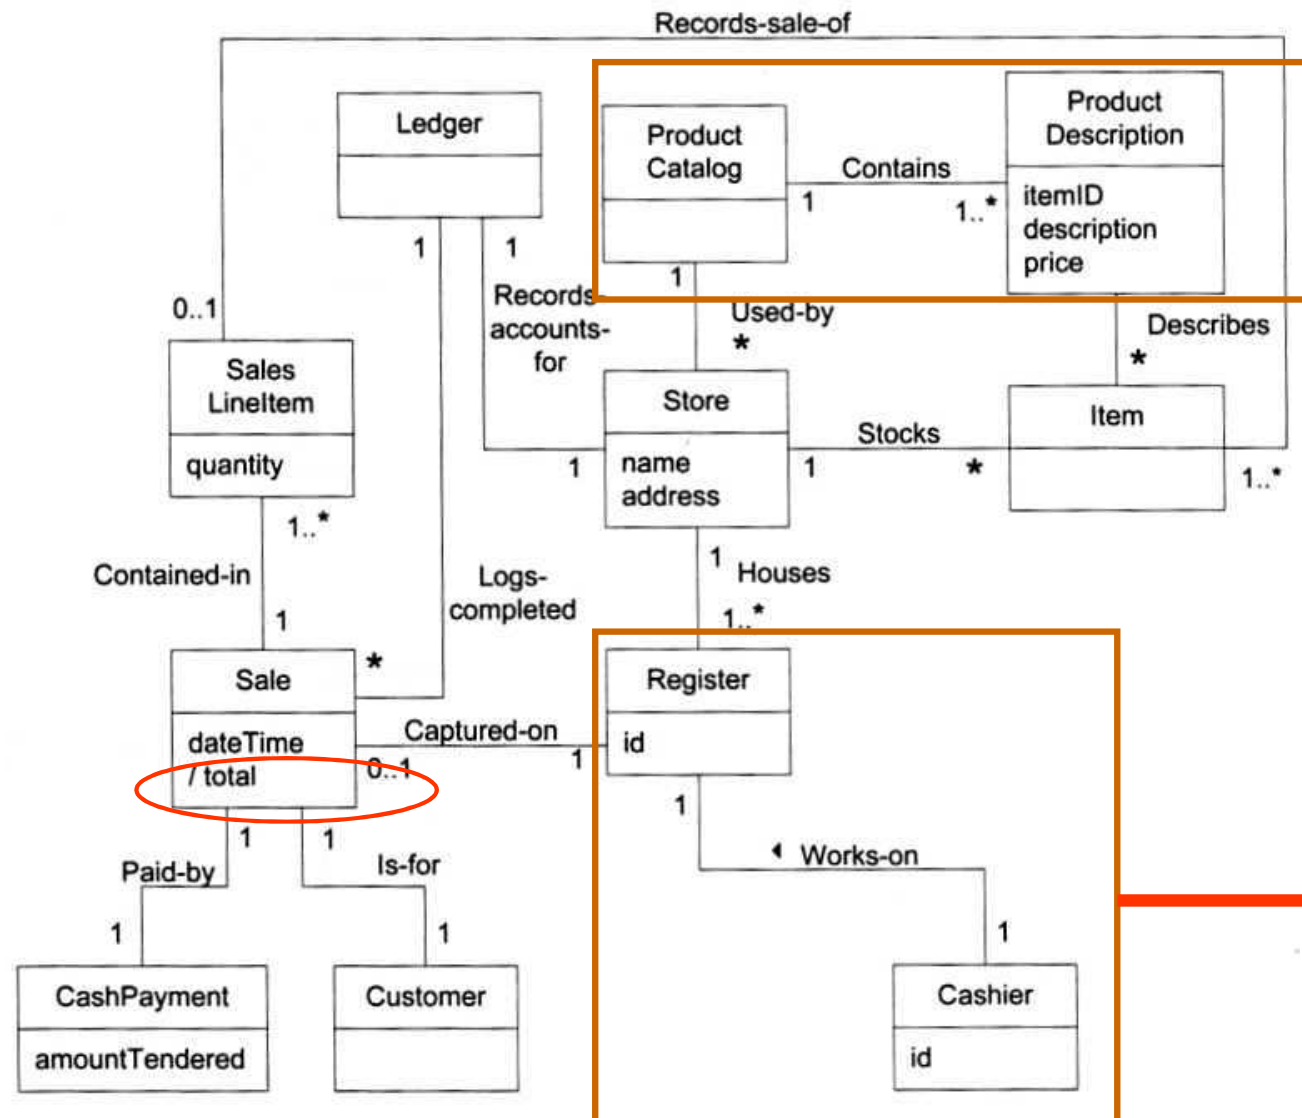 Records-sale-of
Ledger
Product
Catalog
Contains
1
1..*
Product
Description
itemID
description
price
1
1
1
0..1
Records-
accounts-
for
Used-by
*
Describes
*
Sales
LineItem
quantity
Store
name
address
Stocks
1
1
*
Item
1..*
1..*
Contained-in
1
Logs-
completed
*
1
Houses
1..*
Sale
dateTime
/ total
Captured-on
0..1
1
Register
id
1
1
1
Paid-by
Is-for
Works-on
1
1
1
CashPayment
amountTendered
Customer
Cashier
id